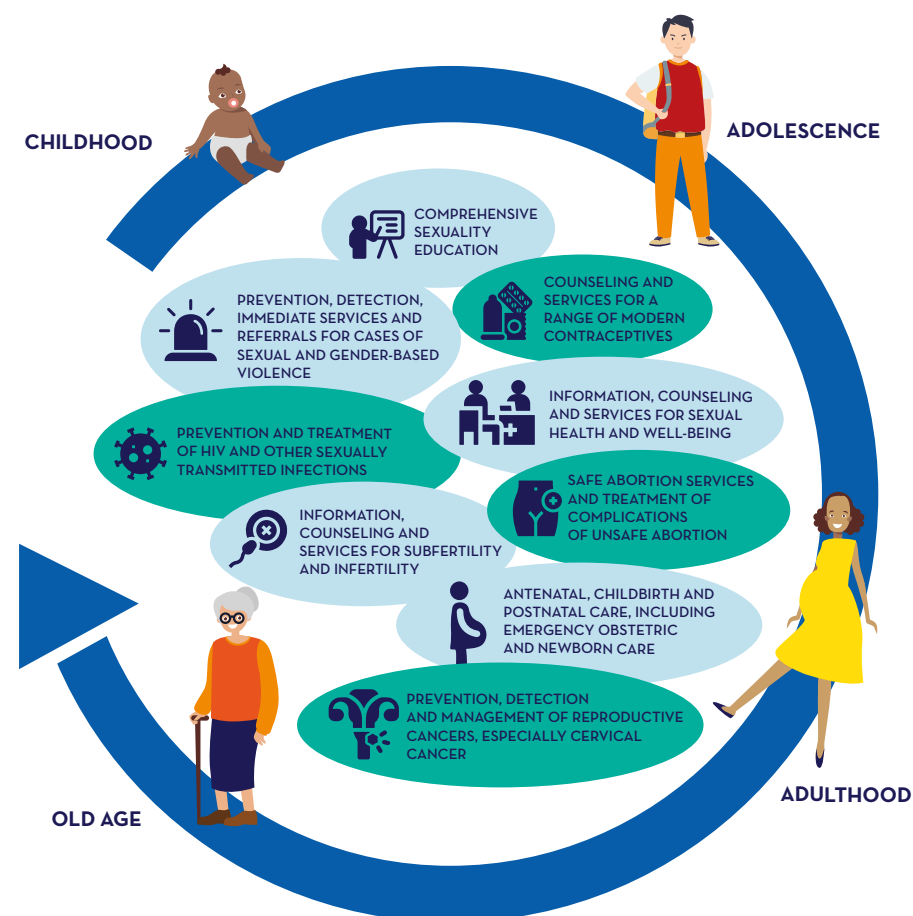 CHILDHOOD
ADOLESCENCE
COMPREHENSIVE
SEXUALITY
EDUCATION
COUNSELING AND
SERVICES FOR A
RANGE OF MODERN
CONTRACEPTIVES
PREVENTION, DETECTION,
IMMEDIATE SERVICES AND
REFERRALS FOR CASES OF
SEXUAL AND GENDER-BASED
VIOLENCE
INFORMATION, COUNSELING
AND SERVICES FOR SEXUAL
HEALTH AND WELL-BEING
PREVENTION AND TREATMENT
OF HIV AND OTHER SEXUALLY
TRANSMITTED INFECTIONS
SAFE ABORTION SERVICES
AND TREATMENT OF
COMPLICATIONS
OF UNSAFE ABORTION
INFORMATION,
COUNSELING AND
SERVICES FOR SUBFERTILITY
AND INFERTILITY
ANTENATAL, CHILDBIRTH AND
POSTNATAL CARE, INCLUDING
EMERGENCY OBSTETRIC
AND NEWBORN CARE
PREVENTION, DETECTION
AND MANAGEMENT OF REPRODUCTIVE
CANCERS, ESPECIALLY CERVICAL
CANCER
ADULTHOOD
OLD AGE